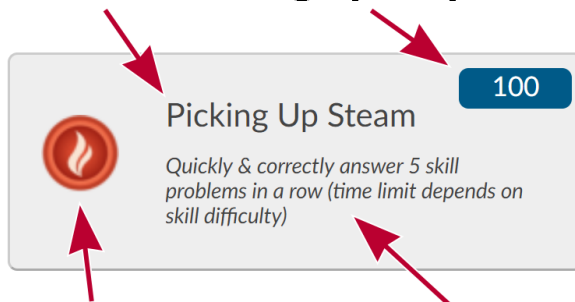 100
Picking Up Steam
Quickly & correctly answer 5 skill
problems in a row (time limit depends on
skill difficulty)